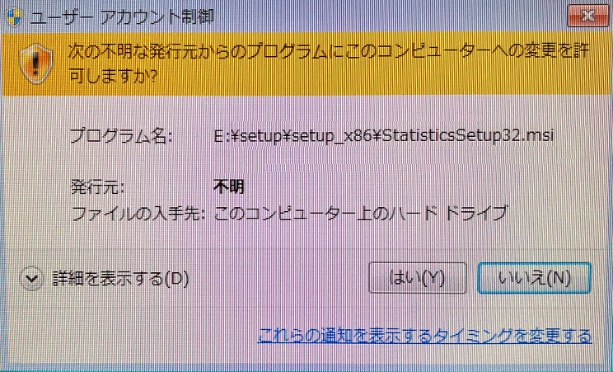 ユーザー アカウント制御
次の不明な発行元からのプログラムにこのコンピューターへの変更を許
可しますか?
プログラム名: E:¥setup¥setup_x86¥StatisticsSetup32.msi
発行元: 不明
ファイルの入手先: このコンピューター上のハード ドライブ
詳細を表示する(D) はい(Y) いいえ(N)
これらの通知を表示するタイミングを変更する